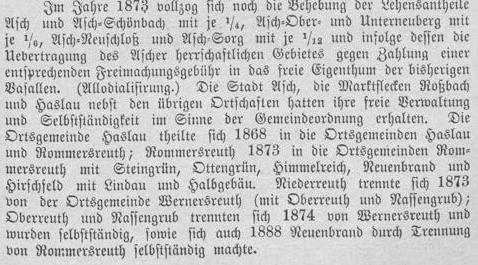 Im Jahre 1873 vollzog sich noch die Behebung der Lehensantheile
Asch und Asch-Schönbach mit je 1/4, Asch-Ober- und Unterneuberg mit
je 1/6, Asch-Neuschloß und Asch-Sorg mit je 1/12 und infolge dessen die
Uebertragung des Ascher herrschaftlichen Gebietes gegen Zahlung einer
entsprechenden Freimachungsgebühr in das freie Eigenthum der bisherigen
Vasallen. (Allodialisirung.) Die Stadt Asch, die Marktflecken Roßbach
und Haslau nebst den übrigen Ortschaften hatten ihre freie Verwaltung
und Selbstständigkeit im Sinne der Gemeindeordnung erhalten. Die
Ortsgemeinde Haslau theilte sich 1868 in die Ortsgemeinden Haslau
und Rommersreuth; Rommersreuth 1873 in die Ortsgemeinden Rom-
mersreuth mit Steingrün, Ottengrün, Himmelreich, Neuenbrand und
Hirschfeld mit Lindau und Halbgebäu. Niederreuth trennte sich 1873
von der Ortsgemeinde Wernersreuth (mit Oberreuth und Nassengrub);
Oberreuth und Nassengrub trennten sich 1874 von Wernersreuth und
wurden selbstständig, sowie sich auch 1888 Neuenbrand durch Trennung
von Rommersreuth selbstständig machte.